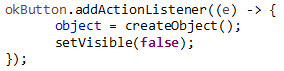 okButton.addActionListener((e) -> {
    object = createObject();
    setVisible(false);
});